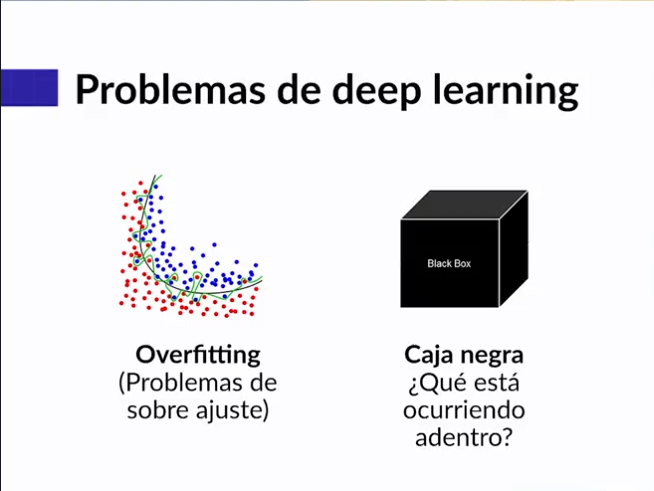 Problemas de deep learning
Black Box
Overfitting
(Problemas de
sobre ajuste)
Caja negra
¿Qué está
ocurriendo
adentro?